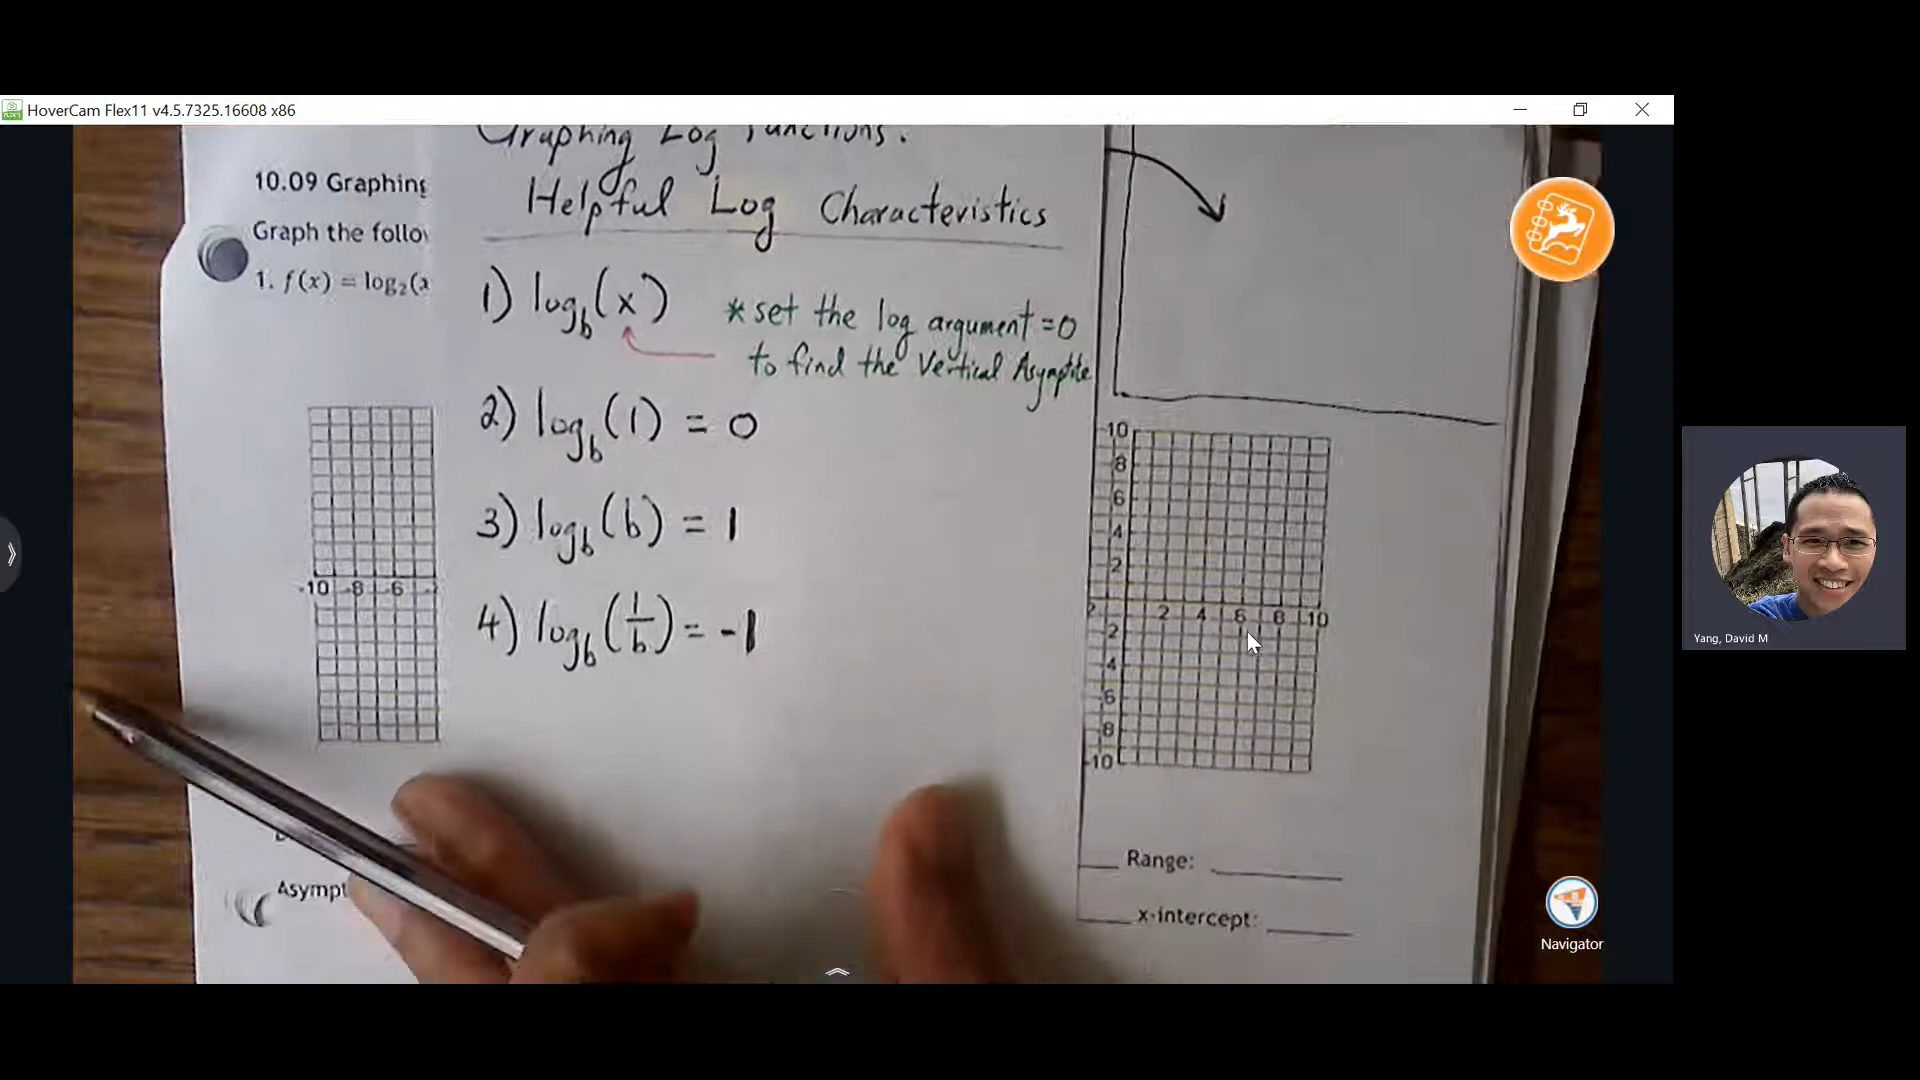 HoverCam Flex11 v4.5.7325.16608 x86
Graphing Log Functions.
Helpful Log Characteristics
10.09 Graphing
Graph the follow
1. f(x) = log₂(x
1) log_b(x) * set the log argument = 0
to find the Vertical Asymptote
2) log_b(1) = 0
3) log_b(b) = 1
4) log_b(1/b) = -1
-10 -8 -6
10
8
6
4
2
2 2 4 6 8 10
-2
-4
-6
-8
-10
Range:
Asympt
x-intercept:
Navigator
Yang, David M